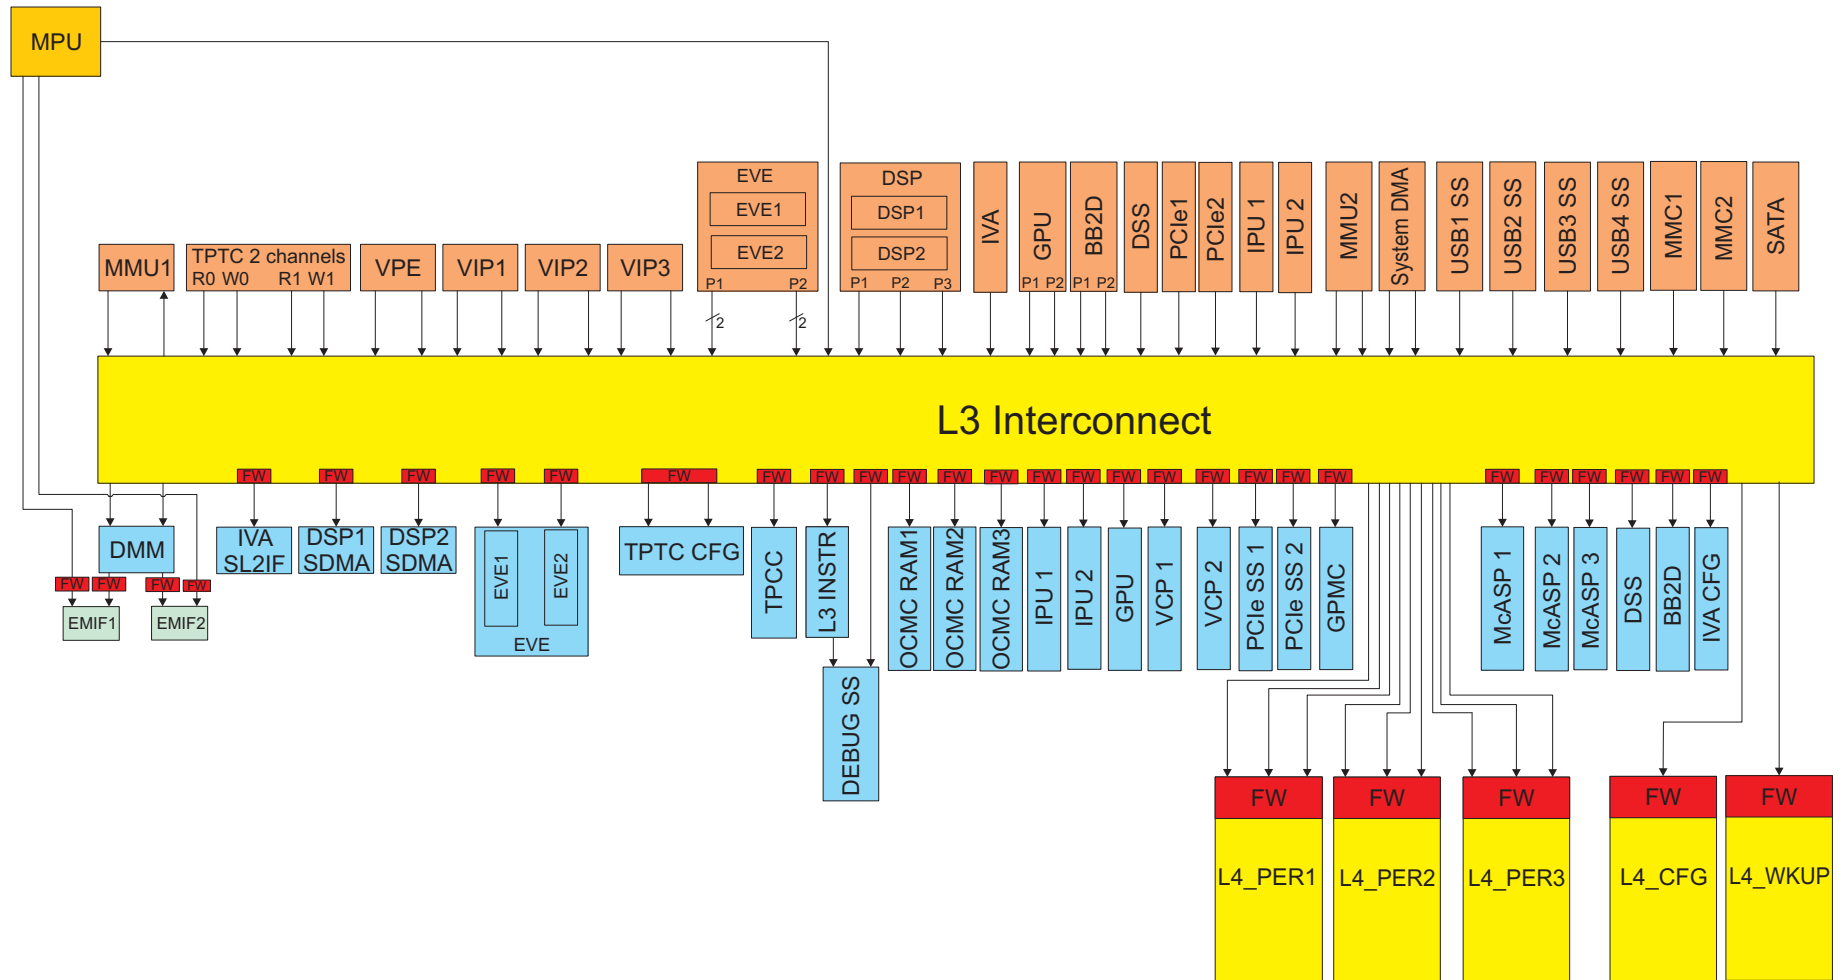 MPU
EVE
EVE1
EVE2
P1 P2
DSP
DSP1
DSP2
P1 P2 P3
IVA
GPU
P1 P2
BB2D
P1 P2
DSS
PCIe1
PCIe2
IPU 1
IPU 2
MMU2
System DMA
USB1 SS
USB2 SS
USB3 SS
USB4 SS
MMC1
MMC2
SATA
MMU1
TPTC 2 channels
R0 W0 R1 W1
VPE
VIP1
VIP2
VIP3
2
2
L3 Interconnect
FW FW FW FW FW FW FW FW FW FW FW FW FW FW FW FW FW FW FW FW FW FW FW FW FW FW
DMM
IVA
SL2IF
DSP1
SDMA
DSP2
SDMA
EVE1
EVE2
EVE
TPTC CFG
TPCC
L3 INSTR
OCMC RAM1
OCMC RAM2
OCMC RAM3
IPU 1
IPU 2
GPU
VCP 1
VCP 2
PCIe SS 1
PCIe SS 2
GPMC
McASP 1
McASP 2
McASP 3
DSS
BB2D
IVA CFG
FW FW FW FW
EMIF1
EMIF2
DEBUG SS
FW FW FW FW FW
L4_PER1
L4_PER2
L4_PER3
L4_CFG
L4_WKUP